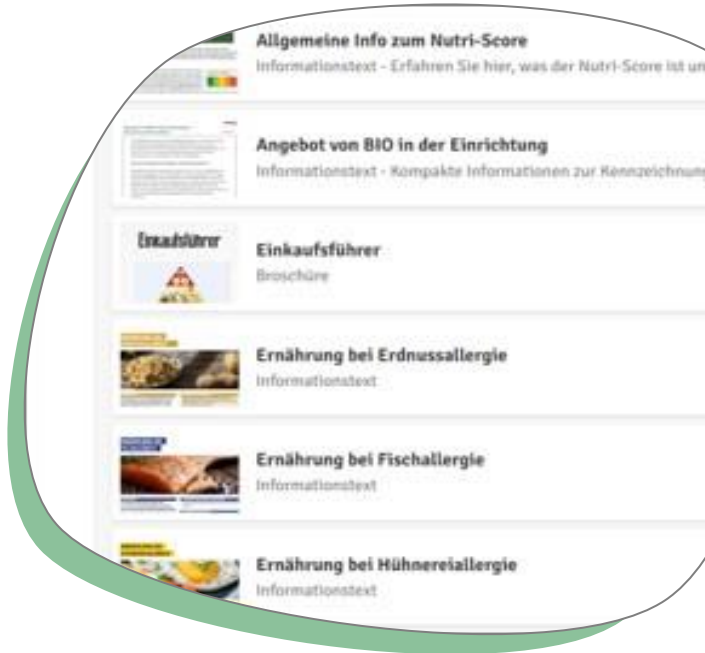 Allgemeine Info zum Nutri-Score
Informationstext - Erfahren Sie hier, was der Nutri-Score ist un
Angebot von BIO in der Einrichtung
Informationstext - Kompakte Informationen zur Kennzeichnung
Einkaufsführer
Einkaufsführer
Broschüre
Ernährung bei Erdnussallergie
Informationstext
Ernährung bei Fischallergie
Informationstext
Ernährung bei Hühnereiallergie
Informationstext